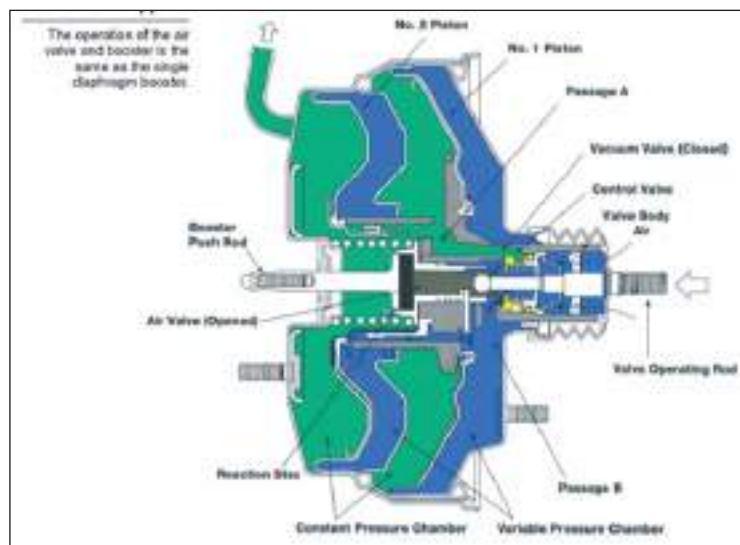 The operation of the air
valve and booster is the
same as the single
diaphragm booster.
No. 2 Piston
No. 1 Piston
Passage A
Vacuum Valve (Closed)
Control Valve
Valve Body
Air
Booster
Push Rod
Air Valve (Opened)
Valve Operating Rod
Reaction Disc
Passage B
Constant Pressure Chamber
Variable Pressure Chamber